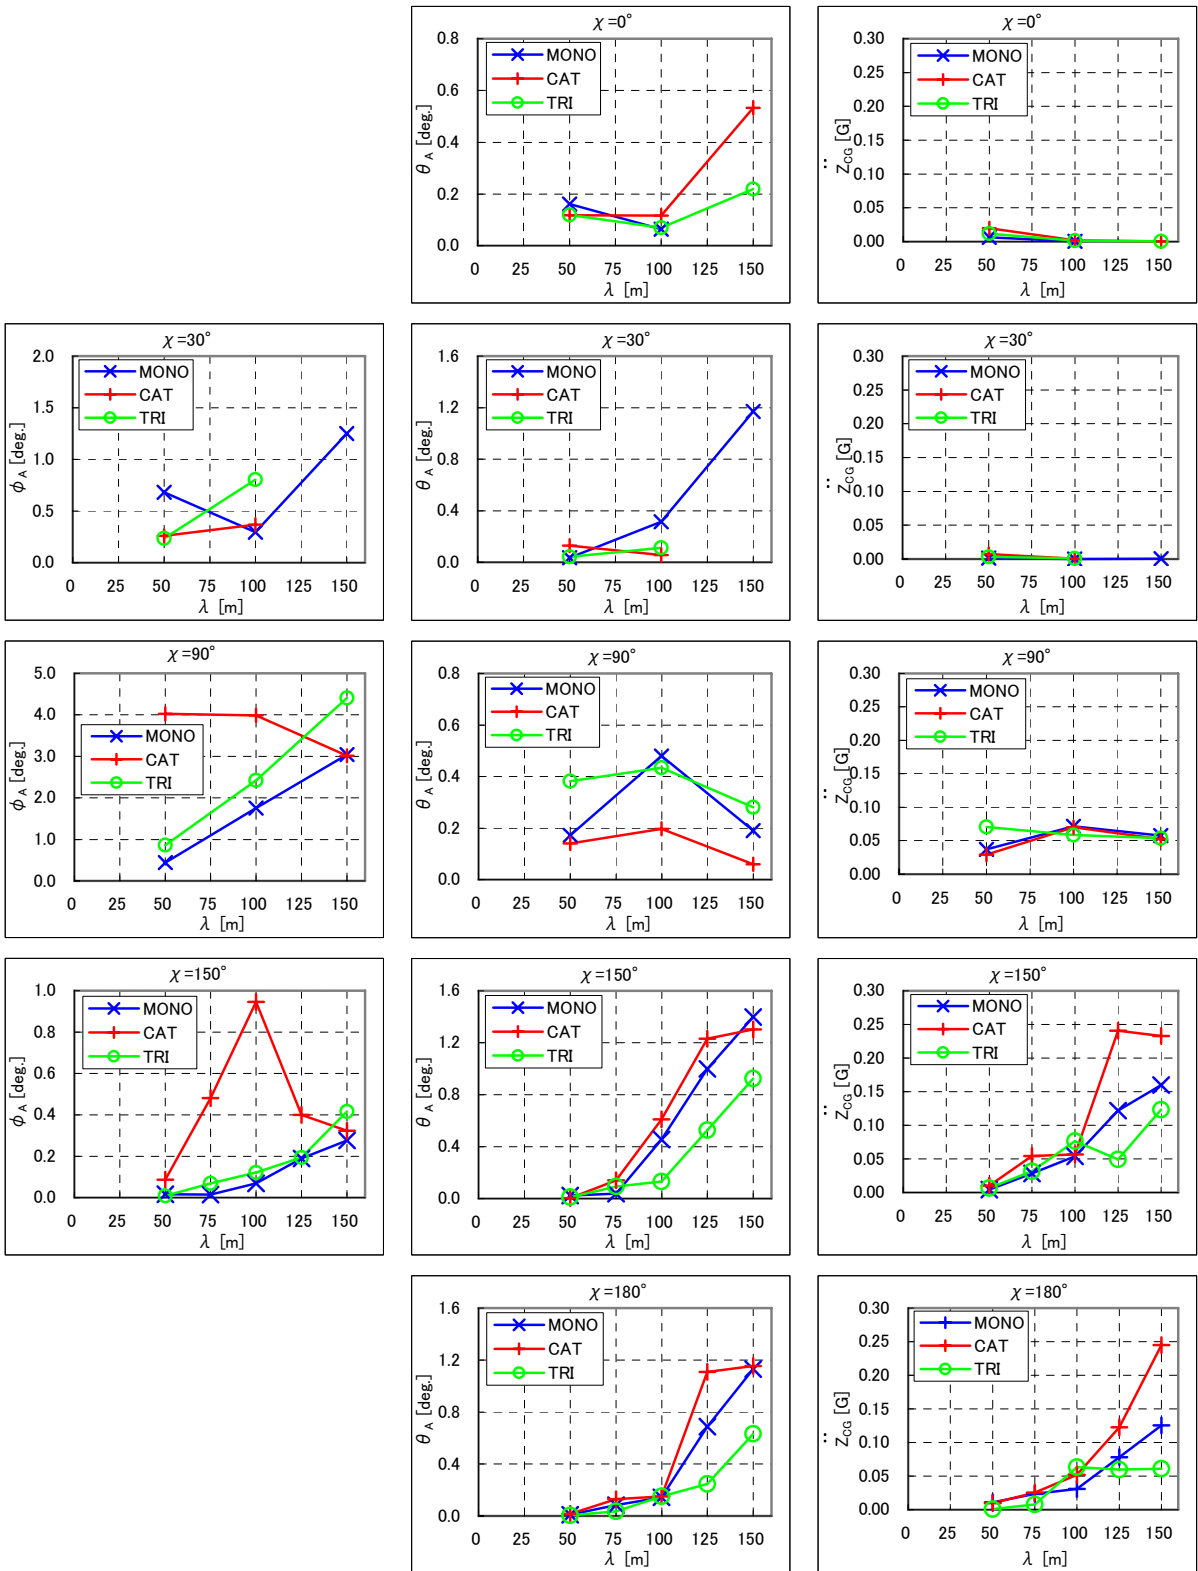 χ=0°
0.8
0.6
0.4
0.2
0.0
θ A [deg.]
MONO
CAT
TRI
0 25 50 75 100 125 150
λ [m]
χ=0°
0.30
0.25
0.20
0.15
0.10
0.05
0.00
Z̈CG [G]
MONO
CAT
TRI
0 25 50 75 100 125 150
λ [m]
χ=30°
2.0
1.5
1.0
0.5
0.0
ϕ A [deg.]
MONO
CAT
TRI
0 25 50 75 100 125 150
λ [m]
χ=30°
1.6
1.2
0.8
0.4
0.0
θ A [deg.]
MONO
CAT
TRI
0 25 50 75 100 125 150
λ [m]
χ=30°
0.30
0.25
0.20
0.15
0.10
0.05
0.00
Z̈CG [G]
MONO
CAT
TRI
0 25 50 75 100 125 150
λ [m]
χ=90°
5.0
4.0
3.0
2.0
1.0
0.0
ϕ A [deg.]
MONO
CAT
TRI
0 25 50 75 100 125 150
λ [m]
χ=90°
0.8
0.6
0.4
0.2
0.0
θ A [deg.]
MONO
CAT
TRI
0 25 50 75 100 125 150
λ [m]
χ=90°
0.30
0.25
0.20
0.15
0.10
0.05
0.00
Z̈CG [G]
MONO
CAT
TRI
0 25 50 75 100 125 150
λ [m]
χ=150°
1.0
0.8
0.6
0.4
0.2
0.0
ϕ A [deg.]
MONO
CAT
TRI
0 25 50 75 100 125 150
λ [m]
χ=150°
1.6
1.2
0.8
0.4
0.0
θ A [deg.]
MONO
CAT
TRI
0 25 50 75 100 125 150
λ [m]
χ=150°
0.30
0.25
0.20
0.15
0.10
0.05
0.00
Z̈CG [G]
MONO
CAT
TRI
0 25 50 75 100 125 150
λ [m]
χ=180°
1.6
1.2
0.8
0.4
0.0
θ A [deg.]
MONO
CAT
TRI
0 25 50 75 100 125 150
λ [m]
χ=180°
0.30
0.25
0.20
0.15
0.10
0.05
0.00
Z̈CG [G]
MONO
CAT
TRI
0 25 50 75 100 125 150
λ [m]